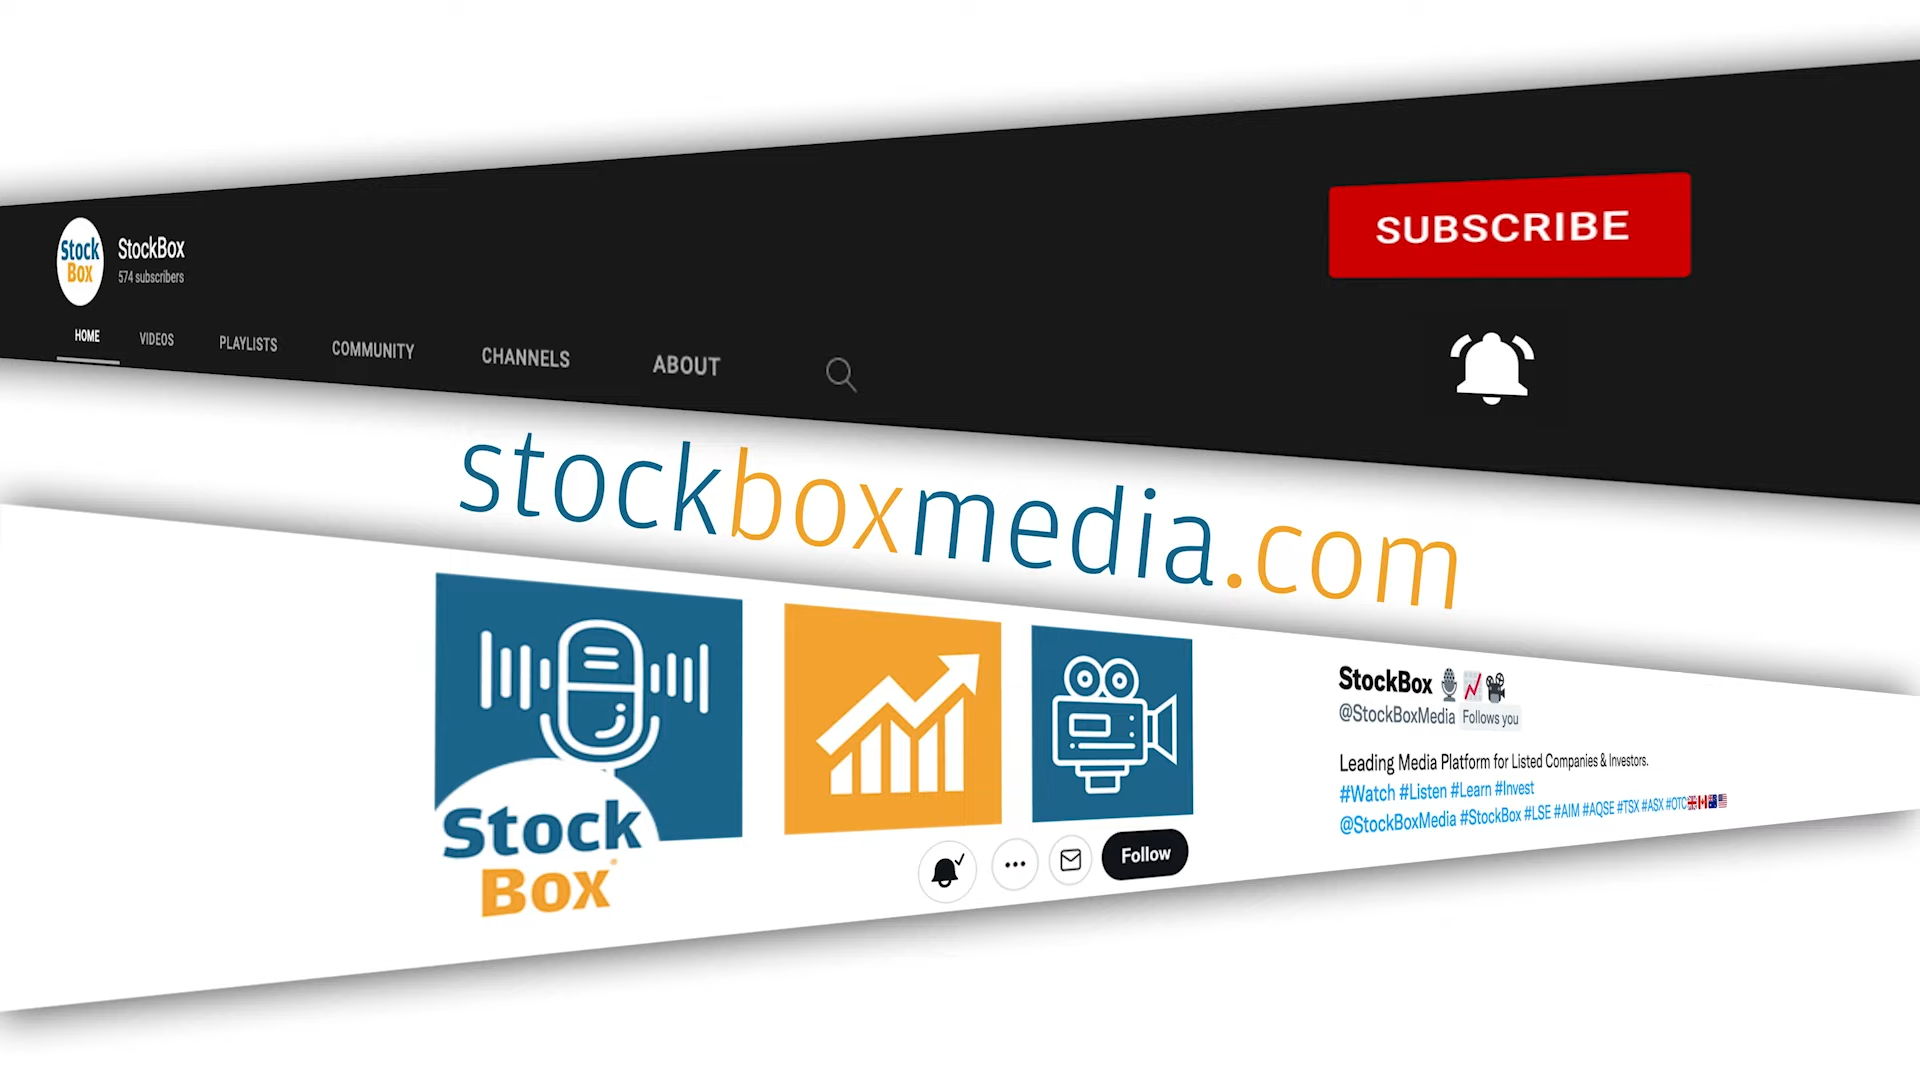 Stock
Box
StockBox
574 subscribers
SUBSCRIBE
HOME VIDEOS PLAYLISTS COMMUNITY CHANNELS ABOUT
stockboxmedia.com
Stock
Box
Follow
StockBox
@StockBoxMedia Follows you
Leading Media Platform for Listed Companies & Investors.
#Watch #Listen #Learn #Invest
@StockBoxMedia #StockBox #LSE #AIM #AQSE #TSX #ASX #OTC